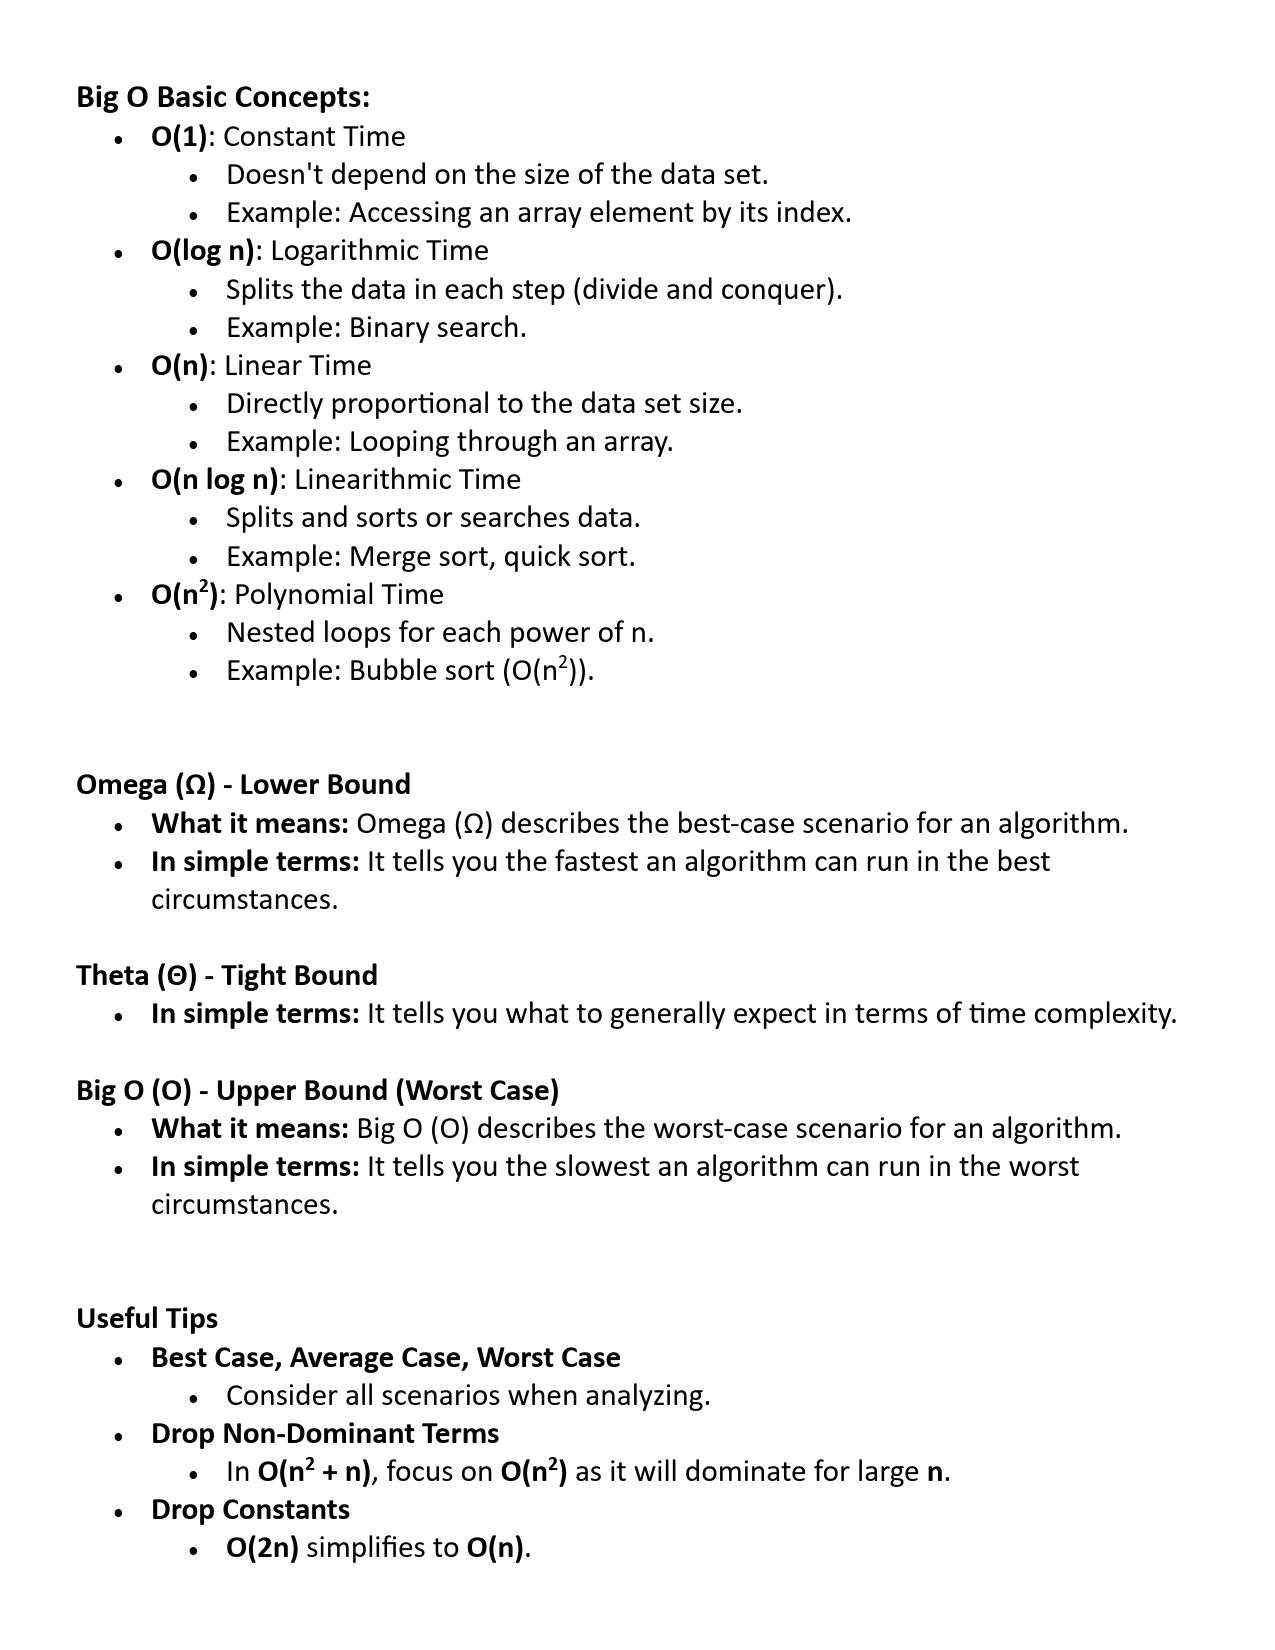 Big O Basic Concepts:
• O(1): Constant Time
• Doesn't depend on the size of the data set.
• Example: Accessing an array element by its index.
• O(log n): Logarithmic Time
• Splits the data in each step (divide and conquer).
• Example: Binary search.
• O(n): Linear Time
• Directly proportional to the data set size.
• Example: Looping through an array.
• O(n log n): Linearithmic Time
• Splits and sorts or searches data.
• Example: Merge sort, quick sort.
• O(n²): Polynomial Time
• Nested loops for each power of n.
• Example: Bubble sort (O(n²)).
Omega (Ω) - Lower Bound
• What it means: Omega (Ω) describes the best-case scenario for an algorithm.
• In simple terms: It tells you the fastest an algorithm can run in the best
circumstances.
Theta (Θ) - Tight Bound
• In simple terms: It tells you what to generally expect in terms of time complexity.
Big O (O) - Upper Bound (Worst Case)
• What it means: Big O (O) describes the worst-case scenario for an algorithm.
• In simple terms: It tells you the slowest an algorithm can run in the worst
circumstances.
Useful Tips
• Best Case, Average Case, Worst Case
• Consider all scenarios when analyzing.
• Drop Non-Dominant Terms
• In O(n² + n), focus on O(n²) as it will dominate for large n.
• Drop Constants
• O(2n) simplifies to O(n).